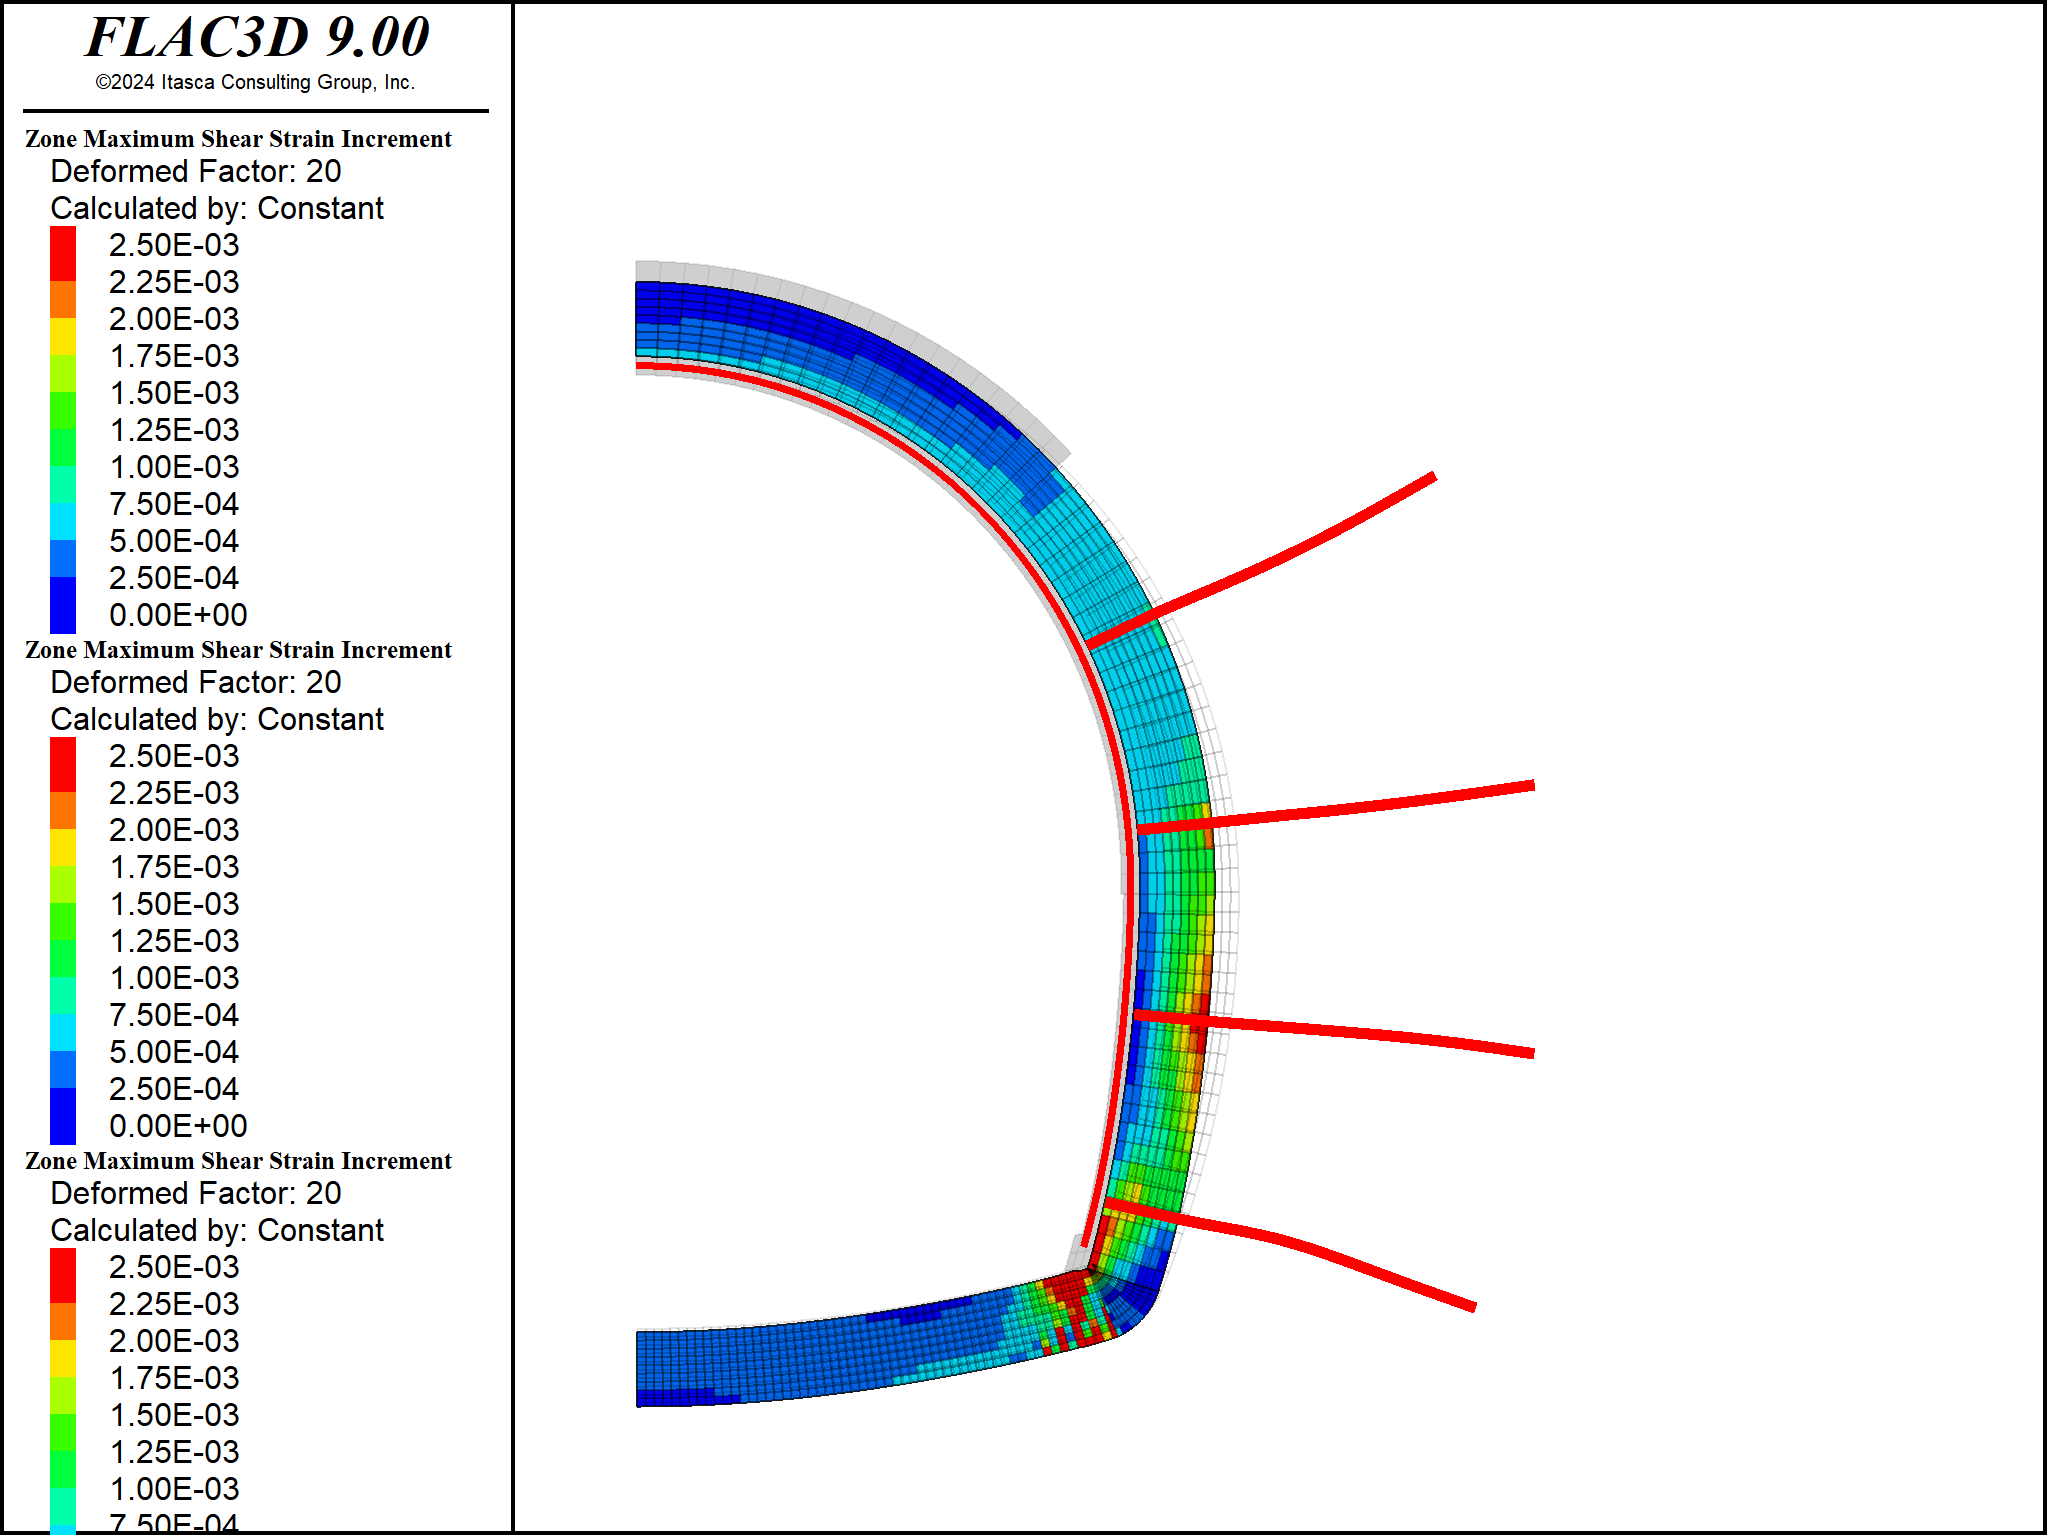 FLAC3D 9.00
©2024 Itasca Consulting Group, Inc.
Zone Maximum Shear Strain Increment
Deformed Factor: 20
Calculated by: Constant
2.50E-03
2.25E-03
2.00E-03
1.75E-03
1.50E-03
1.25E-03
1.00E-03
7.50E-04
5.00E-04
2.50E-04
0.00E+00
Zone Maximum Shear Strain Increment
Deformed Factor: 20
Calculated by: Constant
2.50E-03
2.25E-03
2.00E-03
1.75E-03
1.50E-03
1.25E-03
1.00E-03
7.50E-04
5.00E-04
2.50E-04
0.00E+00
Zone Maximum Shear Strain Increment
Deformed Factor: 20
Calculated by: Constant
2.50E-03
2.25E-03
2.00E-03
1.75E-03
1.50E-03
1.25E-03
1.00E-03
7.50E-04